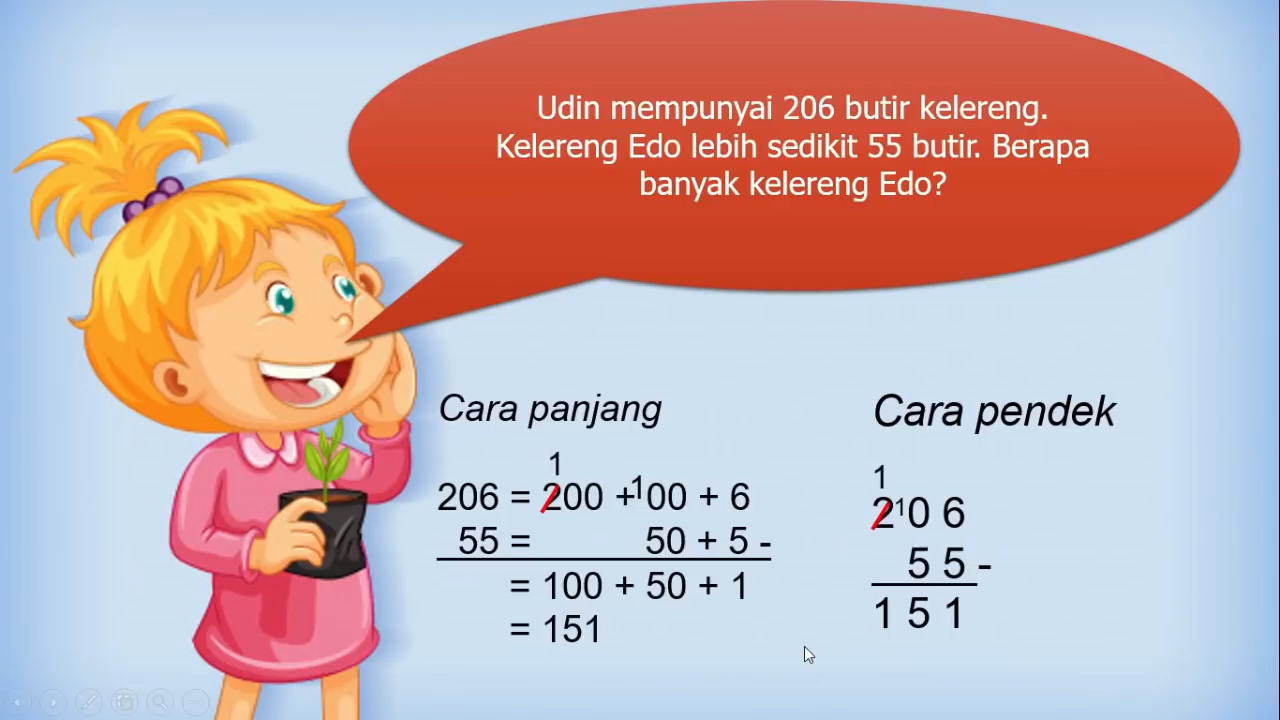 Udin mempunyai 206 butir kelereng.
Kelereng Edo lebih sedikit 55 butir. Berapa
banyak kelereng Edo?
Cara panjang
1
206 = 200 + 100 + 6
55 = 50 + 5 -
= 100 + 50 + 1
= 151
Cara pendek
1
2 10 6
5 5 -
1 5 1